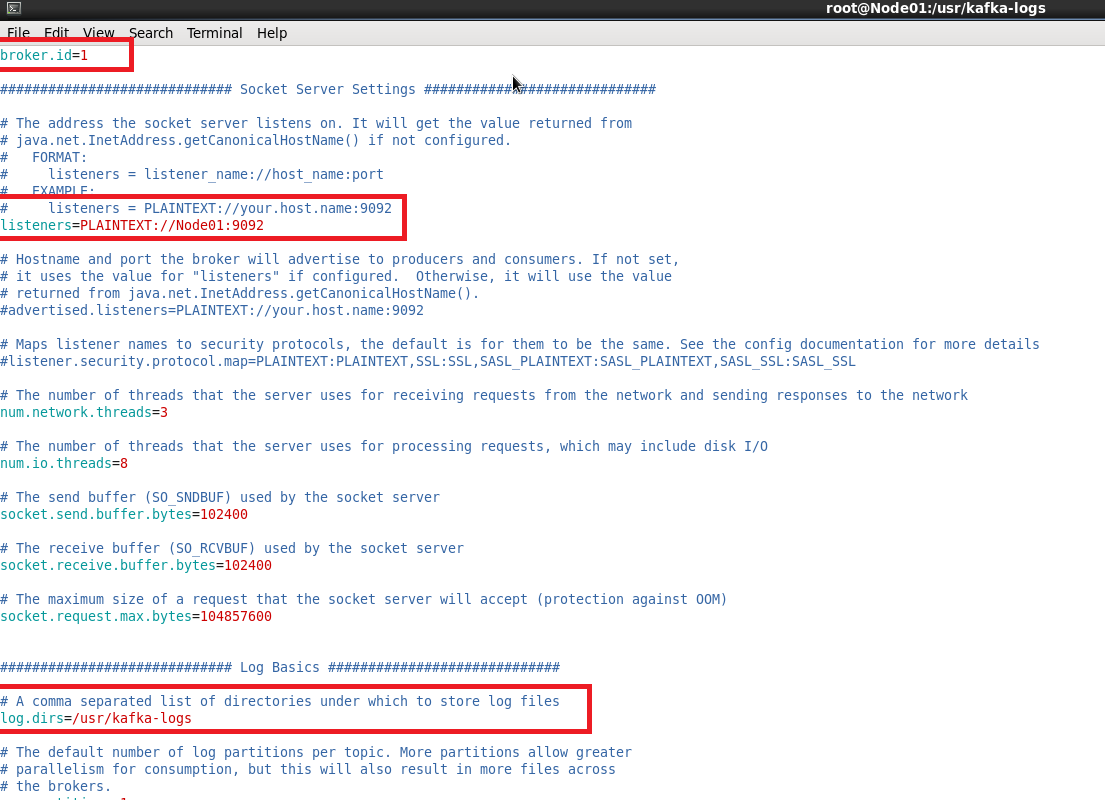 root@Node01:/usr/kafka-logs
File Edit View Search Terminal Help
broker.id=1
############################# Socket Server Settings #############################
# The address the socket server listens on. It will get the value returned from
# java.net.InetAddress.getCanonicalHostName() if not configured.
#   FORMAT:
#     listeners = listener_name://host_name:port
#   EXAMPLE:
#     listeners = PLAINTEXT://your.host.name:9092
listeners=PLAINTEXT://Node01:9092
# Hostname and port the broker will advertise to producers and consumers. If not set,
# it uses the value for "listeners" if configured.  Otherwise, it will use the value
# returned from java.net.InetAddress.getCanonicalHostName().
#advertised.listeners=PLAINTEXT://your.host.name:9092
# Maps listener names to security protocols, the default is for them to be the same. See the config documentation for more details
#listener.security.protocol.map=PLAINTEXT:PLAINTEXT,SSL:SSL,SASL_PLAINTEXT:SASL_PLAINTEXT,SASL_SSL:SASL_SSL
# The number of threads that the server uses for receiving requests from the network and sending responses to the network
num.network.threads=3
# The number of threads that the server uses for processing requests, which may include disk I/O
num.io.threads=8
# The send buffer (SO_SNDBUF) used by the socket server
socket.send.buffer.bytes=102400
# The receive buffer (SO_RCVBUF) used by the socket server
socket.receive.buffer.bytes=102400
# The maximum size of a request that the socket server will accept (protection against OOM)
socket.request.max.bytes=104857600
############################# Log Basics #############################
# A comma separated list of directories under which to store log files
log.dirs=/usr/kafka-logs
# The default number of log partitions per topic. More partitions allow greater
# parallelism for consumption, but this will also result in more files across
# the brokers.